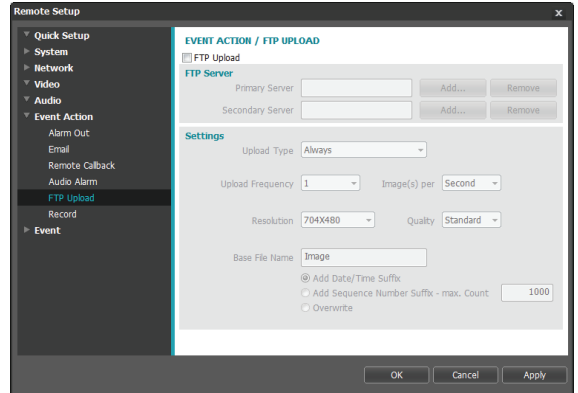 Remote Setup x
Quick Setup
System
Network
Video
Audio
Event Action
Alarm Out
Email
Remote Callback
Audio Alarm
FTP Upload
Record
Event
EVENT ACTION / FTP UPLOAD
FTP Upload
FTP Server
Primary Server Add... Remove
Secondary Server Add... Remove
Settings
Upload Type Always
Upload Frequency 1 Image(s) per Second
Resolution 704X480 Quality Standard
Base File Name Image
Add Date/Time Suffix
Add Sequence Number Suffix - max. Count 1000
Overwrite
OK Cancel Apply